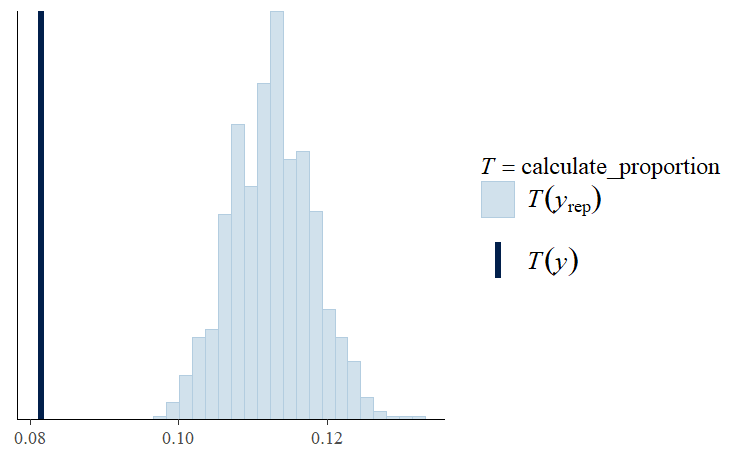 T = calculate_proportion
T(yrep)
T(y)
0.08 0.10 0.12